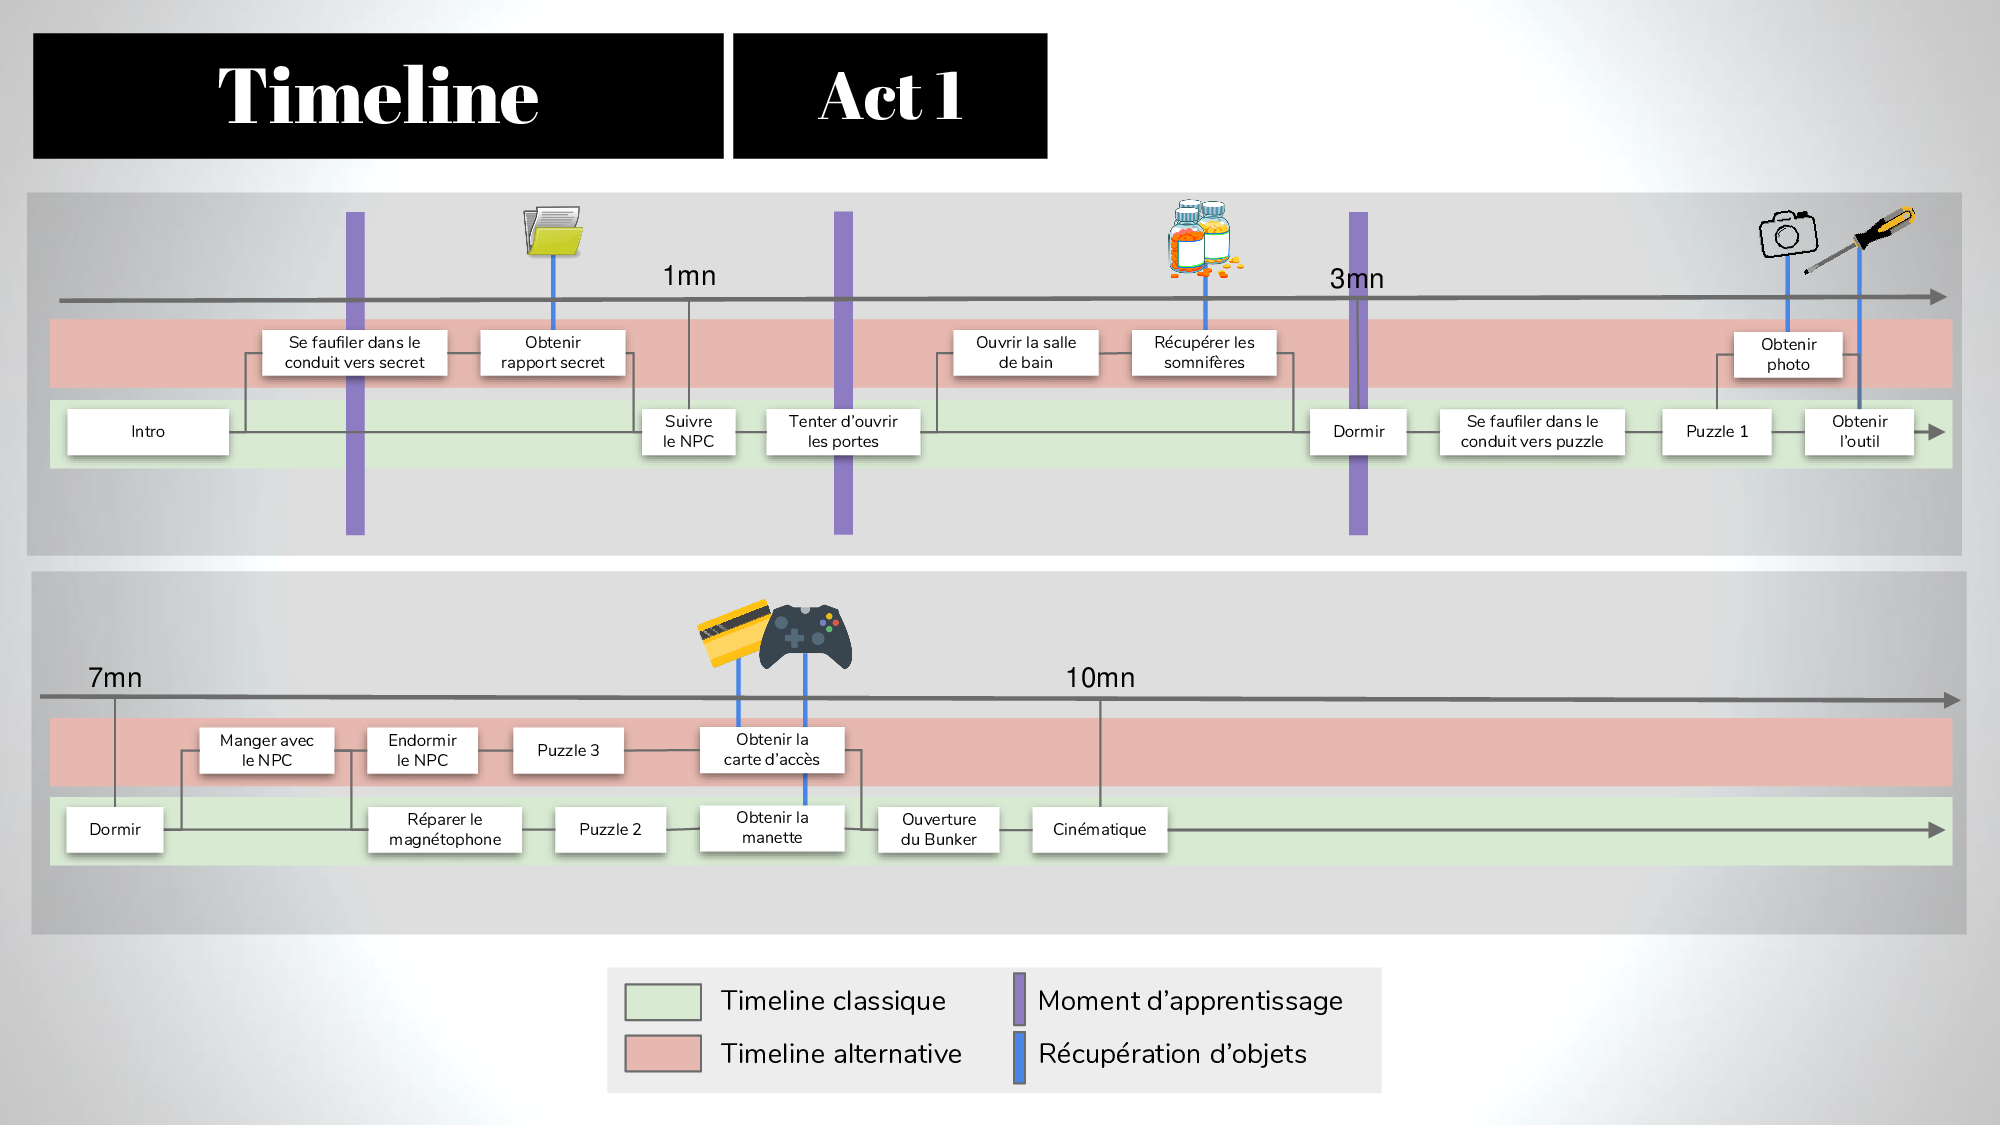 Timeline
Act 1
1mn
3mn
Se faufiler dans le
conduit vers secret
Obtenir
rapport secret
Ouvrir la salle
de bain
Récupérer les
somnifères
Obtenir
photo
Intro
Suivre
le NPC
Tenter d'ouvrir
les portes
Dormir
Se faufiler dans le
conduit vers puzzle
Puzzle 1
Obtenir
l'outil
7mn
10mn
Manger avec
le NPC
Endormir
le NPC
Puzzle 3
Obtenir la
carte d'accès
Dormir
Réparer le
magnétophone
Puzzle 2
Obtenir la
manette
Ouverture
du Bunker
Cinématique
Timeline classique
Moment d'apprentissage
Timeline alternative
Récupération d'objets